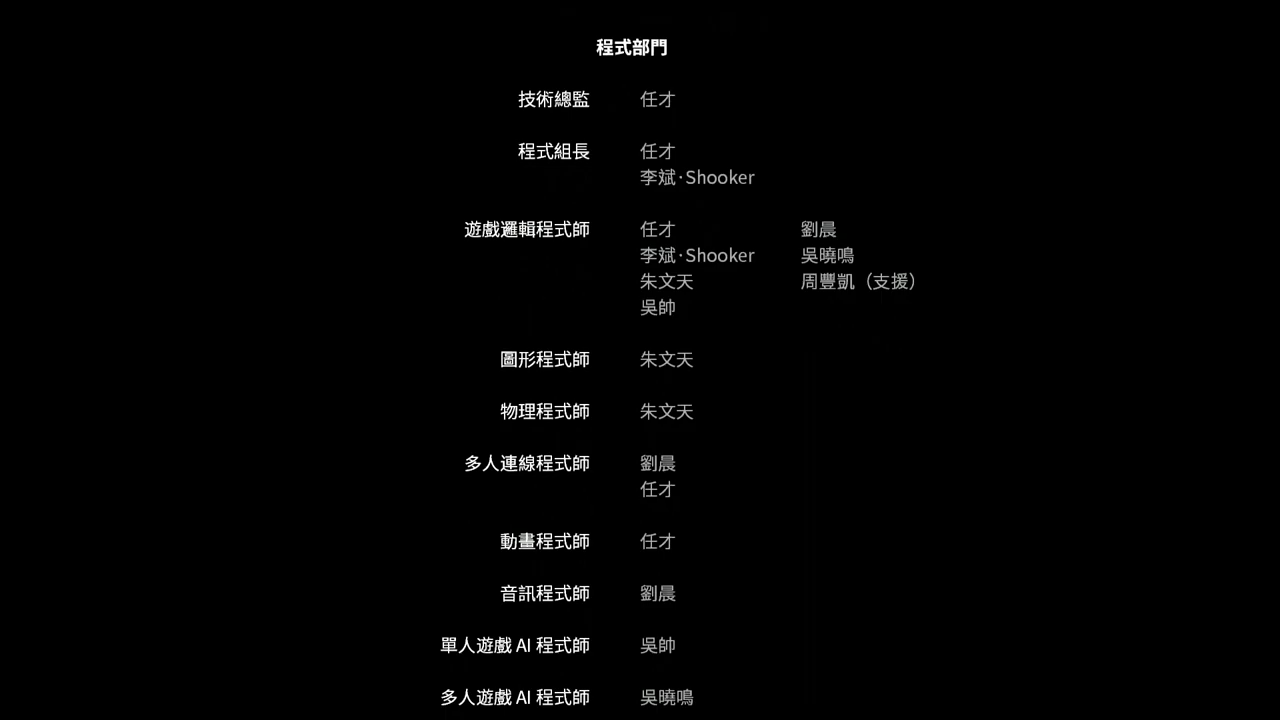 程式部門
技術總監 任才
程式組長 任才
李斌·Shooker
遊戲邏輯程式師 任才 劉晨
李斌·Shooker 吳曉鳴
朱文天 周豐凱（支援）
吳帥
圖形程式師 朱文天
物理程式師 朱文天
多人連線程式師 劉晨
任才
動畫程式師 任才
音訊程式師 劉晨
單人遊戲 AI 程式師 吳帥
多人遊戲 AI 程式師 吳曉鳴